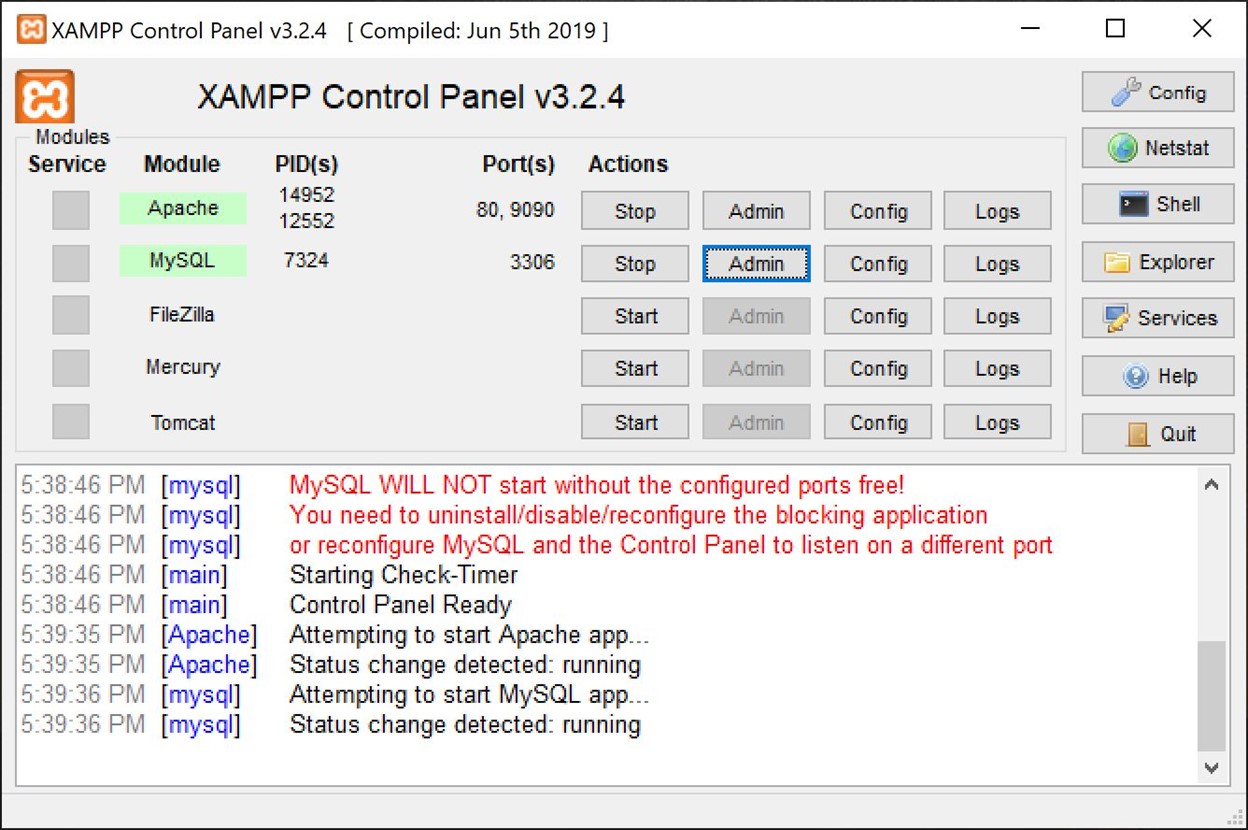 XAMPP Control Panel v3.2.4 [ Compiled: Jun 5th 2019 ]
XAMPP Control Panel v3.2.4
Config
Netstat
Shell
Explorer
Services
Help
Quit
Modules
Service Module PID(s) Port(s) Actions
Apache 14952 12552 80, 9090 Stop Admin Config Logs
MySQL 7324 3306 Stop Admin Config Logs
FileZilla Start Admin Config Logs
Mercury Start Admin Config Logs
Tomcat Start Admin Config Logs
5:38:46 PM [mysql] MySQL WILL NOT start without the configured ports free!
5:38:46 PM [mysql] You need to uninstall/disable/reconfigure the blocking application
5:38:46 PM [mysql] or reconfigure MySQL and the Control Panel to listen on a different port
5:38:46 PM [main] Starting Check-Timer
5:38:46 PM [main] Control Panel Ready
5:39:35 PM [Apache] Attempting to start Apache app...
5:39:35 PM [Apache] Status change detected: running
5:39:36 PM [mysql] Attempting to start MySQL app...
5:39:36 PM [mysql] Status change detected: running